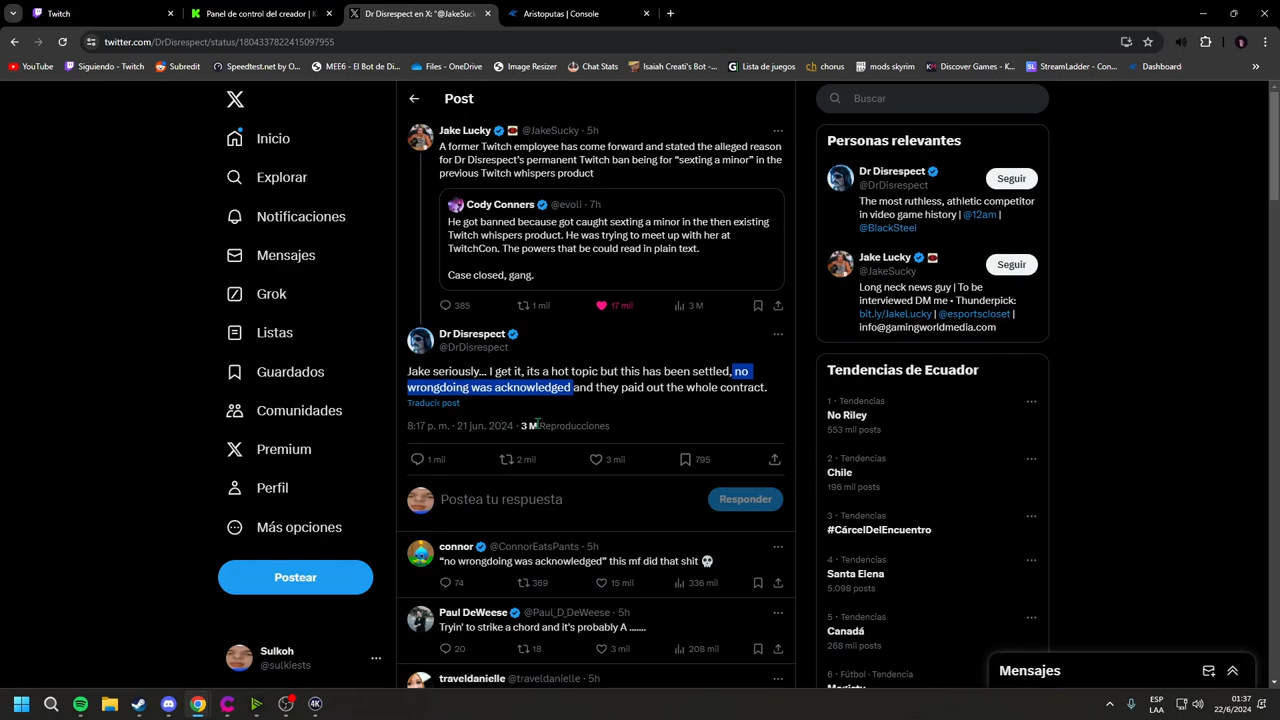 Twitch
Panel de control del creador | K
Dr Disrespect en X: "@JakeSuck
Aristoputas | Console
twitter.com/DrDisrespect/status/1804337822415097955
YouTube
Siguiendo - Twitch
Subredit
Speedtest.net by O...
MEE6 - El Bot de Di...
Files - OneDrive
Image Resizer
Chat Stats
Isaiah Creati's Bot-d...
Lista de juegos
chorus
mods skyrim
Discover Games - K...
StreamLadder - Con...
Dashboard
Inicio
Explorar
Notificaciones
Mensajes
Grok
Listas
Guardados
Comunidades
Premium
Perfil
Más opciones
Postear
Sulkoh
@sulkiests
Post
Jake Lucky @JakeSucky · 5h
A former Twitch employee has come forward and stated the alleged reason
for Dr Disrespect's permanent Twitch ban being for "sexting a minor" in the
previous Twitch whispers product
Cody Conners @evoli · 7h
He got banned because got caught sexting a minor in the then existing
Twitch whispers product. He was trying to meet up with her at
TwitchCon. The powers that be could read in plain text.
Case closed, gang.
385
1 mil
17 mil
3 M
Dr Disrespect
@DrDisrespect
Jake seriously... I get it, its a hot topic but this has been settled, no
wrongdoing was acknowledged and they paid out the whole contract.
Traducir post
8:17 p. m. · 21 jun. 2024 · 3 M Reproducciones
1 mil
2 mil
3 mil
795
Postea tu respuesta
Responder
connor @ConnorEatsPants · 5h
"no wrongdoing was acknowledged" this mf did that shit 💀
74
369
15 mil
336 mil
Paul DeWeese @Paul_D_DeWeese · 5h
Tryin' to strike a chord and it's probably A .......
20
18
3 mil
208 mil
traveldanielle @traveldanielle · 5h
Buscar
Personas relevantes
Dr Disrespect
@DrDisrespect
Seguir
The most ruthless, athletic competitor
in video game history | @12am |
@BlackSteel
Jake Lucky
@JakeSucky
Seguir
Long neck news guy | To be
interviewed DM me • Thunderpick:
bit.ly/JakeLucky | @esportscloset |
info@gamingworldmedia.com
Tendencias de Ecuador
1 · Tendencias
No Riley
553 mil posts
2 · Tendencias
Chile
196 mil posts
3 · Tendencias
#CárcelDelEncuentro
4 · Tendencias
Santa Elena
5.098 posts
5 · Tendencias
Canadá
268 mil posts
6 · Fútbol · Tendencia
Mensajes
ESP
LAA
01:37
22/6/2024